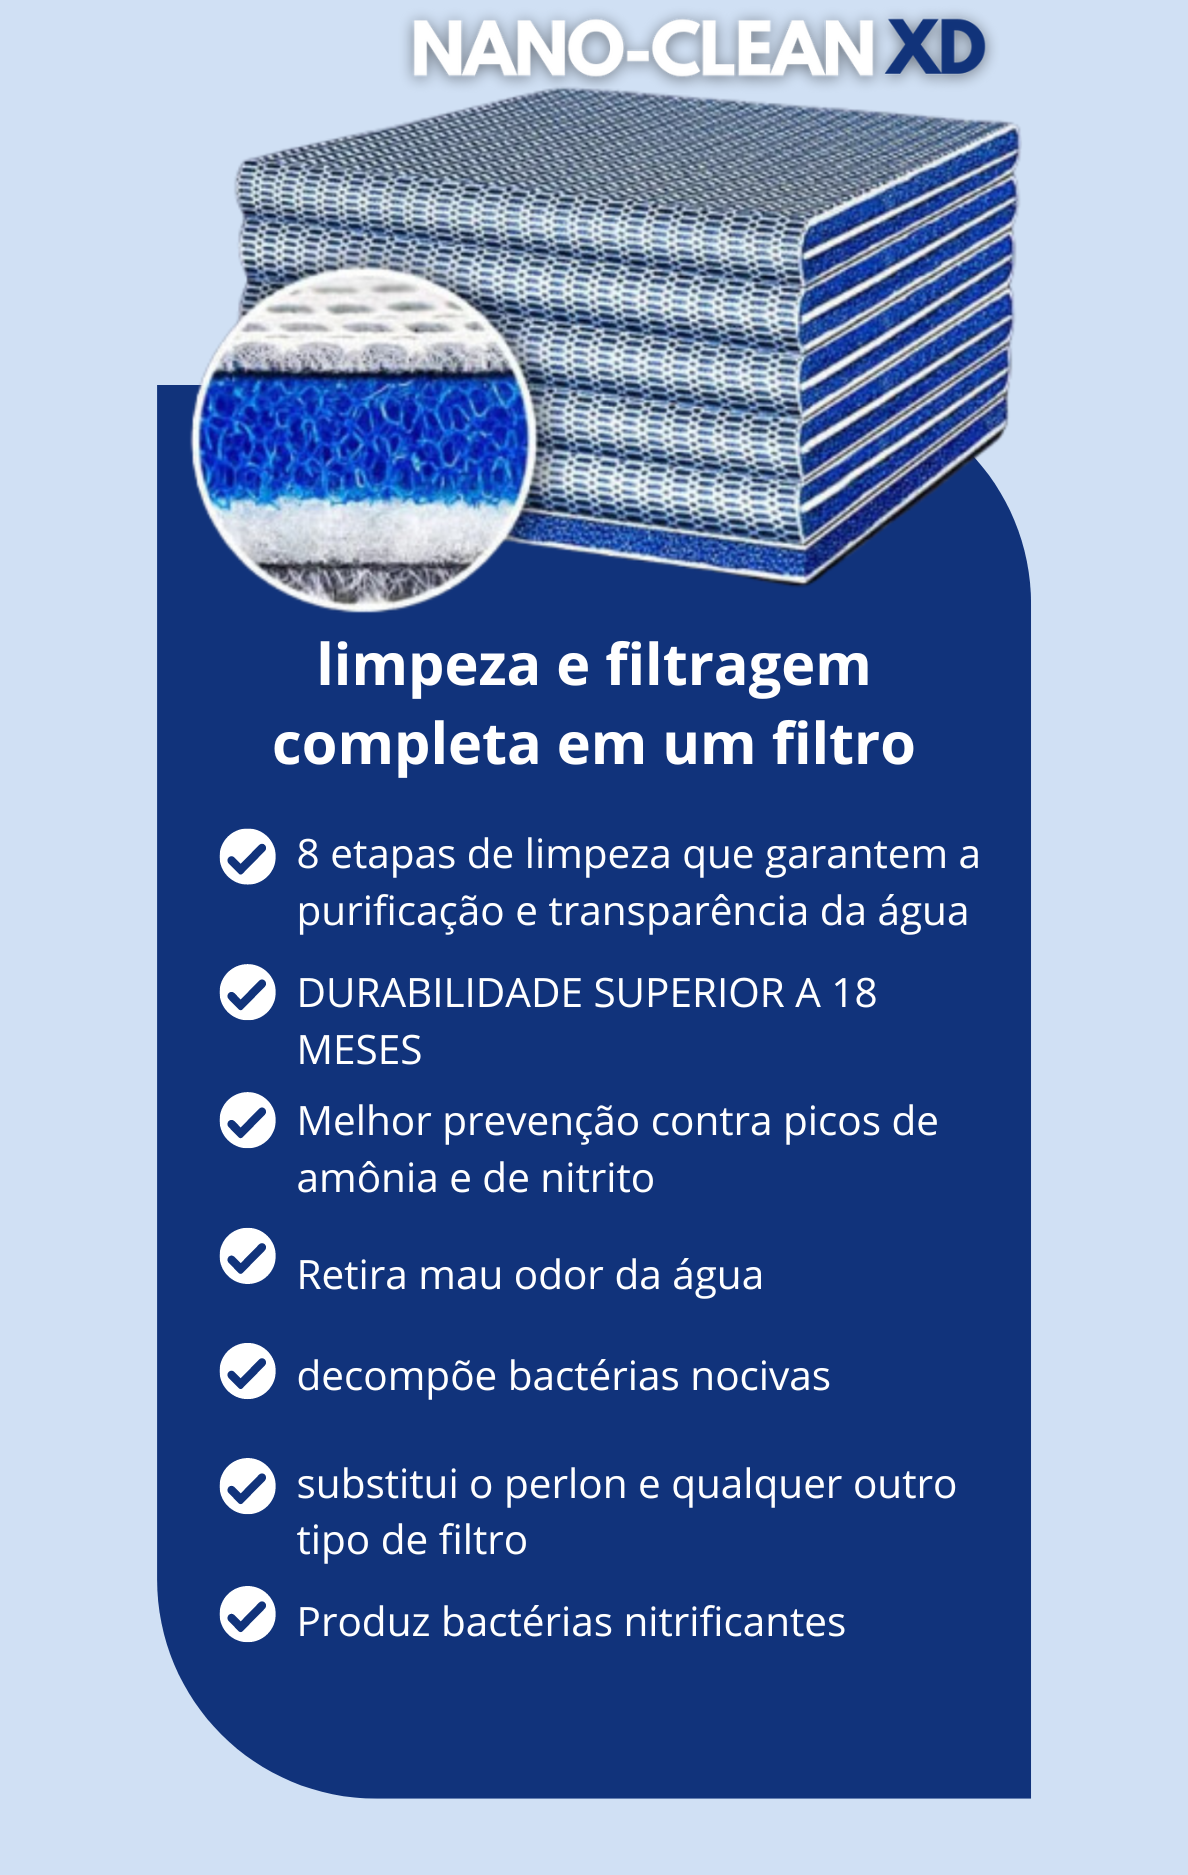 NANO-CLEAN XD
limpeza e filtragem
completa em um filtro
8 etapas de limpeza que garantem a
purificação e transparência da água
DURABILIDADE SUPERIOR A 18
MESES
Melhor prevenção contra picos de
amônia e de nitrito
Retira mau odor da água
decompõe bactérias nocivas
substitui o perlon e qualquer outro
tipo de filtro
Produz bactérias nitrificantes